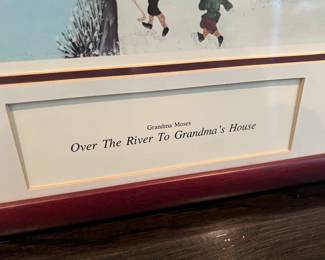 Grandma Moses
Over The River To Grandma's House